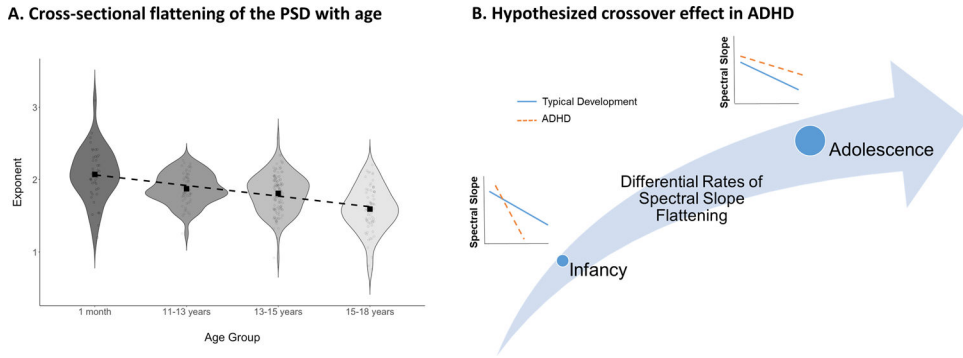 A. Cross-sectional flattening of the PSD with age
Exponent
3
2
1
1 month
11-13 years
13-15 years
15-18 years
Age Group
B. Hypothesized crossover effect in ADHD
Typical Development
ADHD
Spectral Slope
Spectral Slope
Adolescence
Differential Rates of
Spectral Slope
Flattening
Infancy